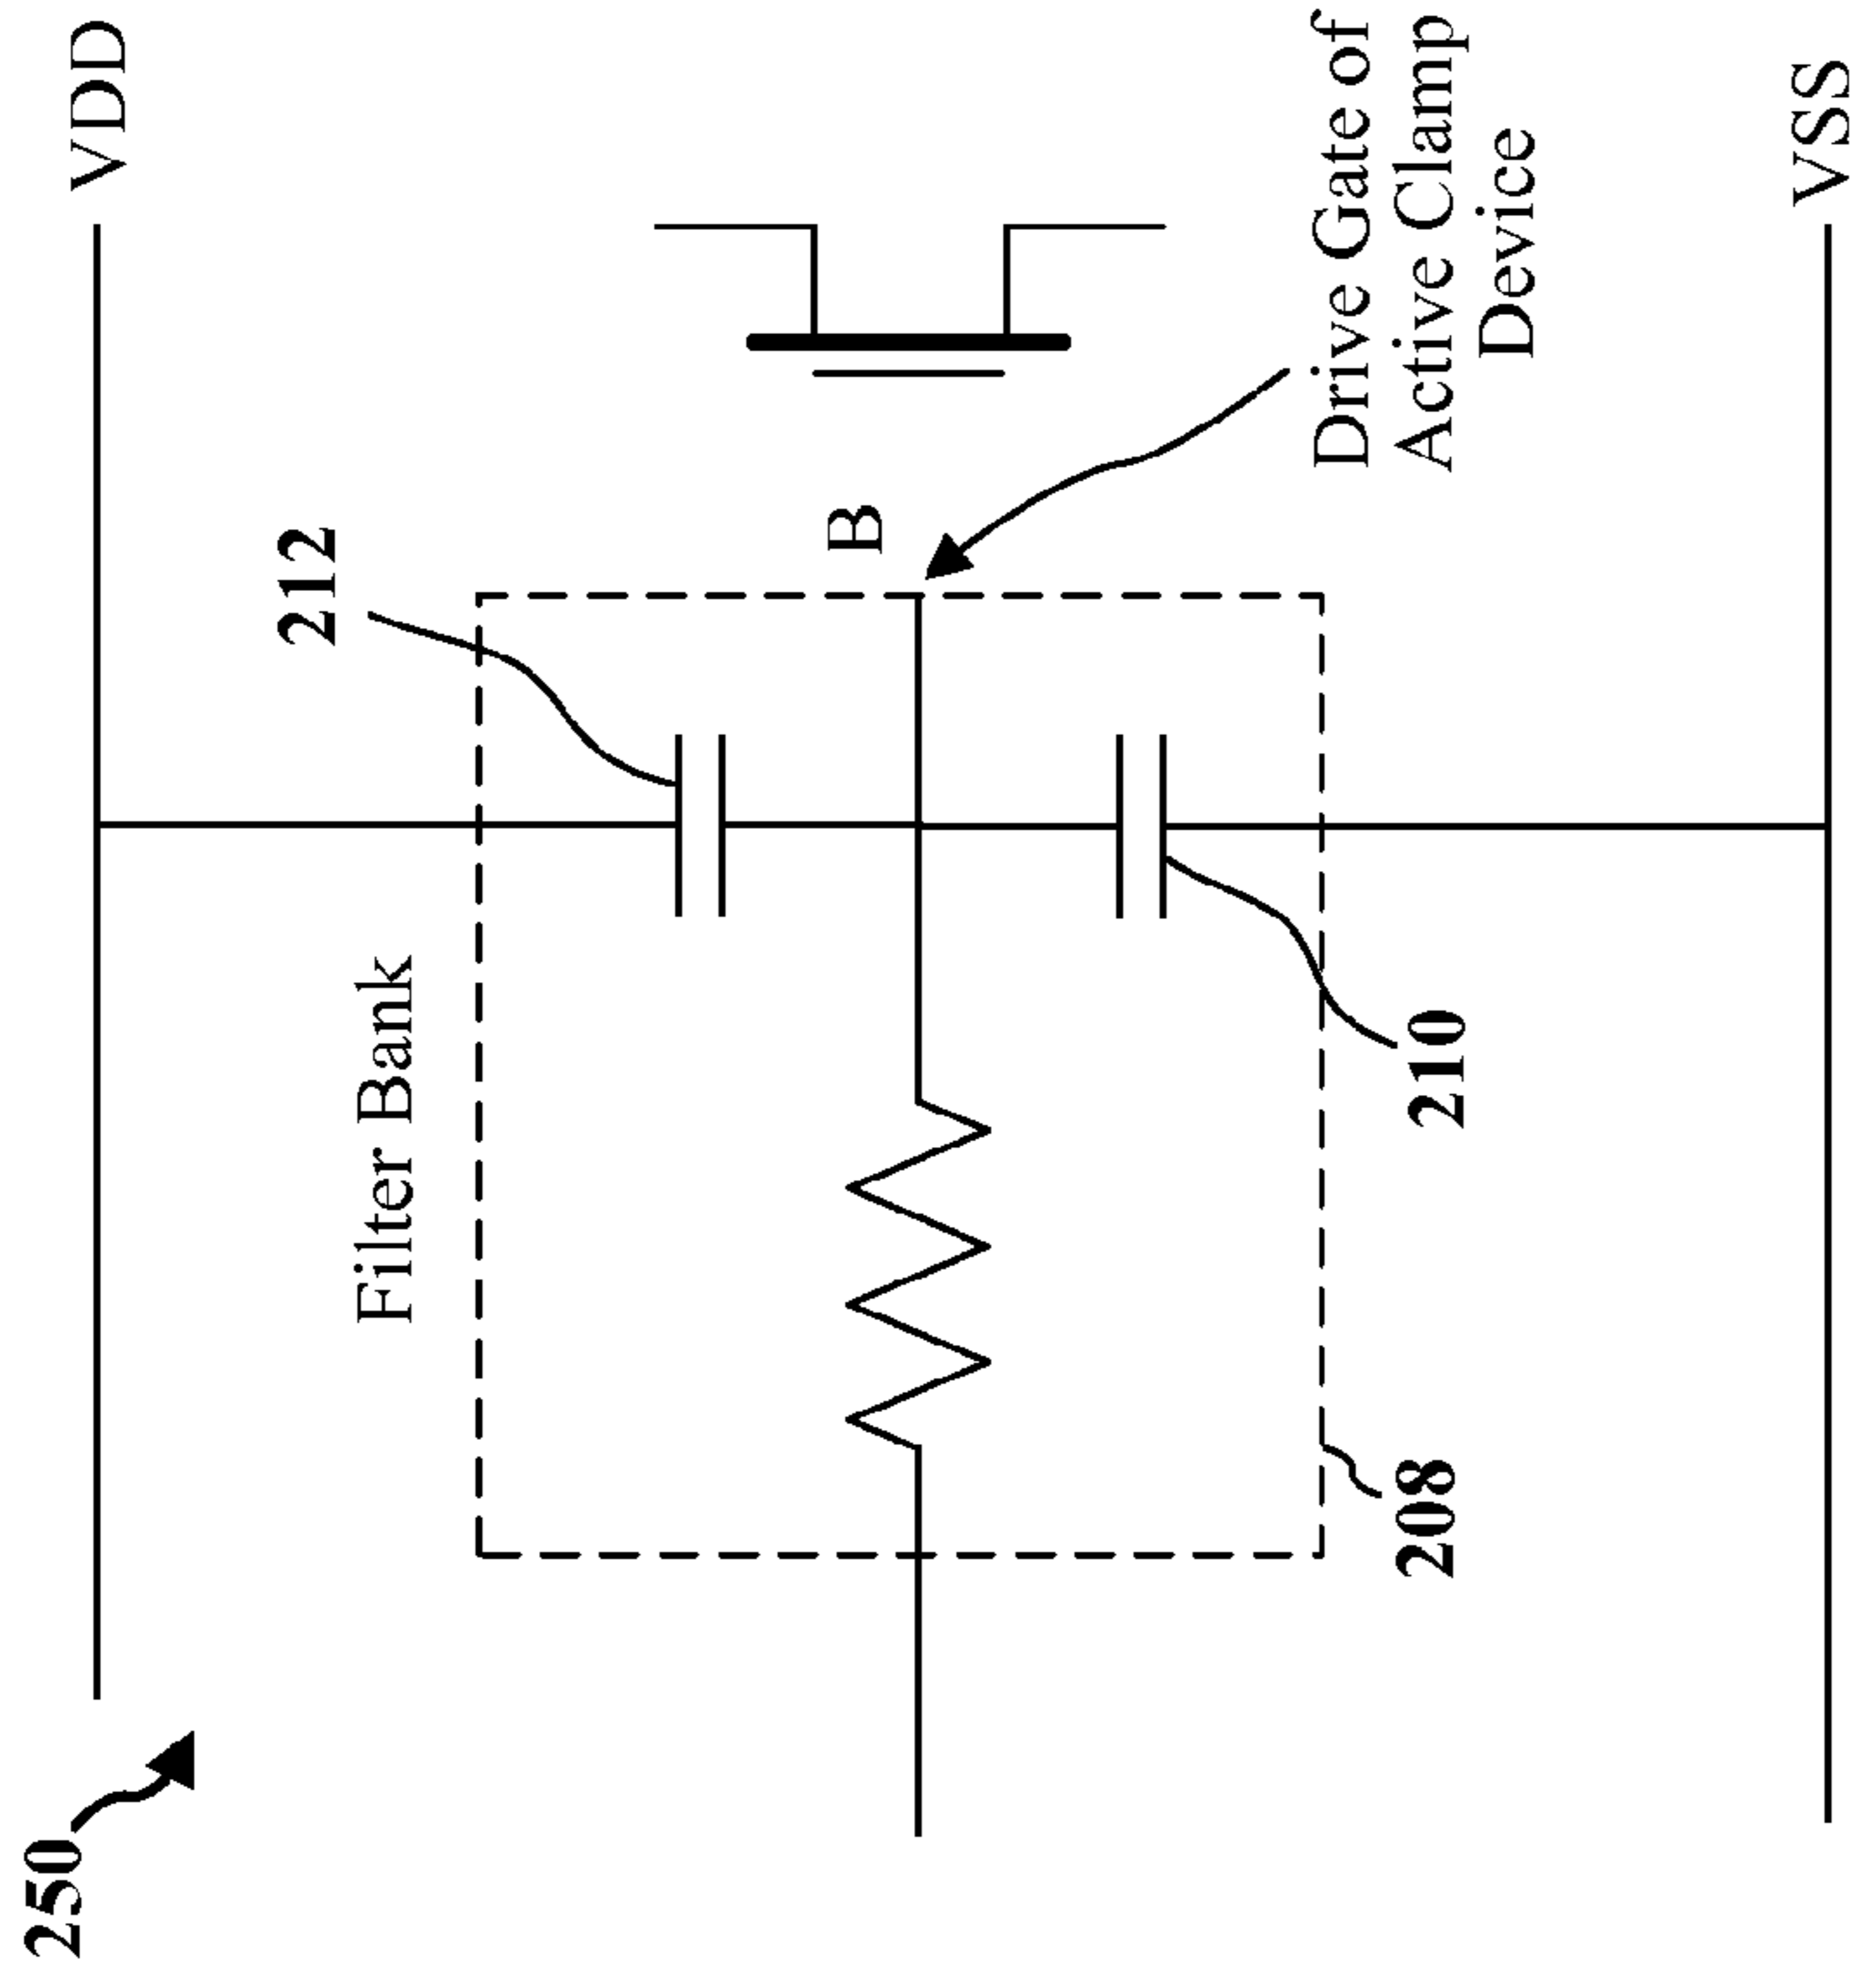 250
VDD
Filter Bank
212
B
208
210
Drive Gate of
Active Clamp
Device
VSS